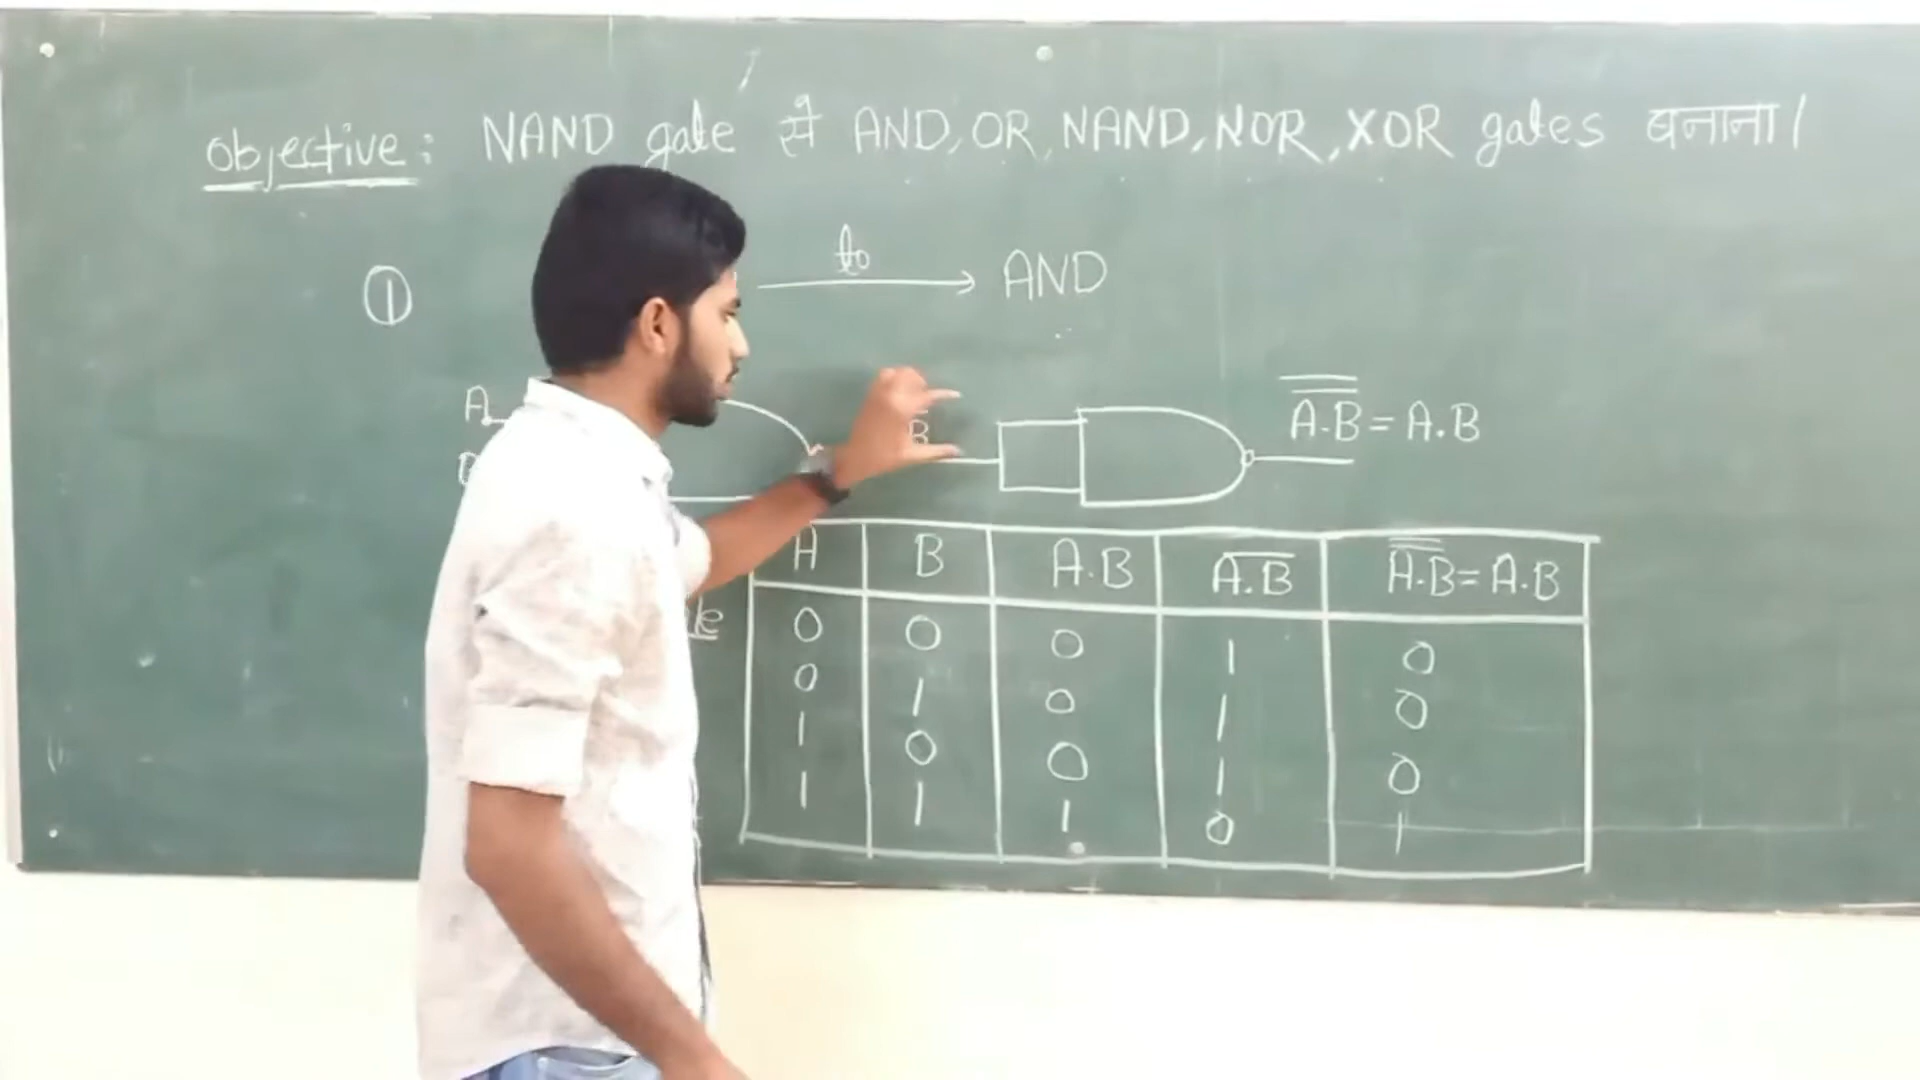 objective: NAND gate से AND, OR, NAND, NOR, XOR gates बनाना।
① to AND
A
B
A̿.̿B̿ = A.B
A B A.B A̅.̅B̅ A̿.̿B̿ = A.B
0 0 0 1 0
0 1 0 1 0
1 0 0 1 0
1 1 1 0 1